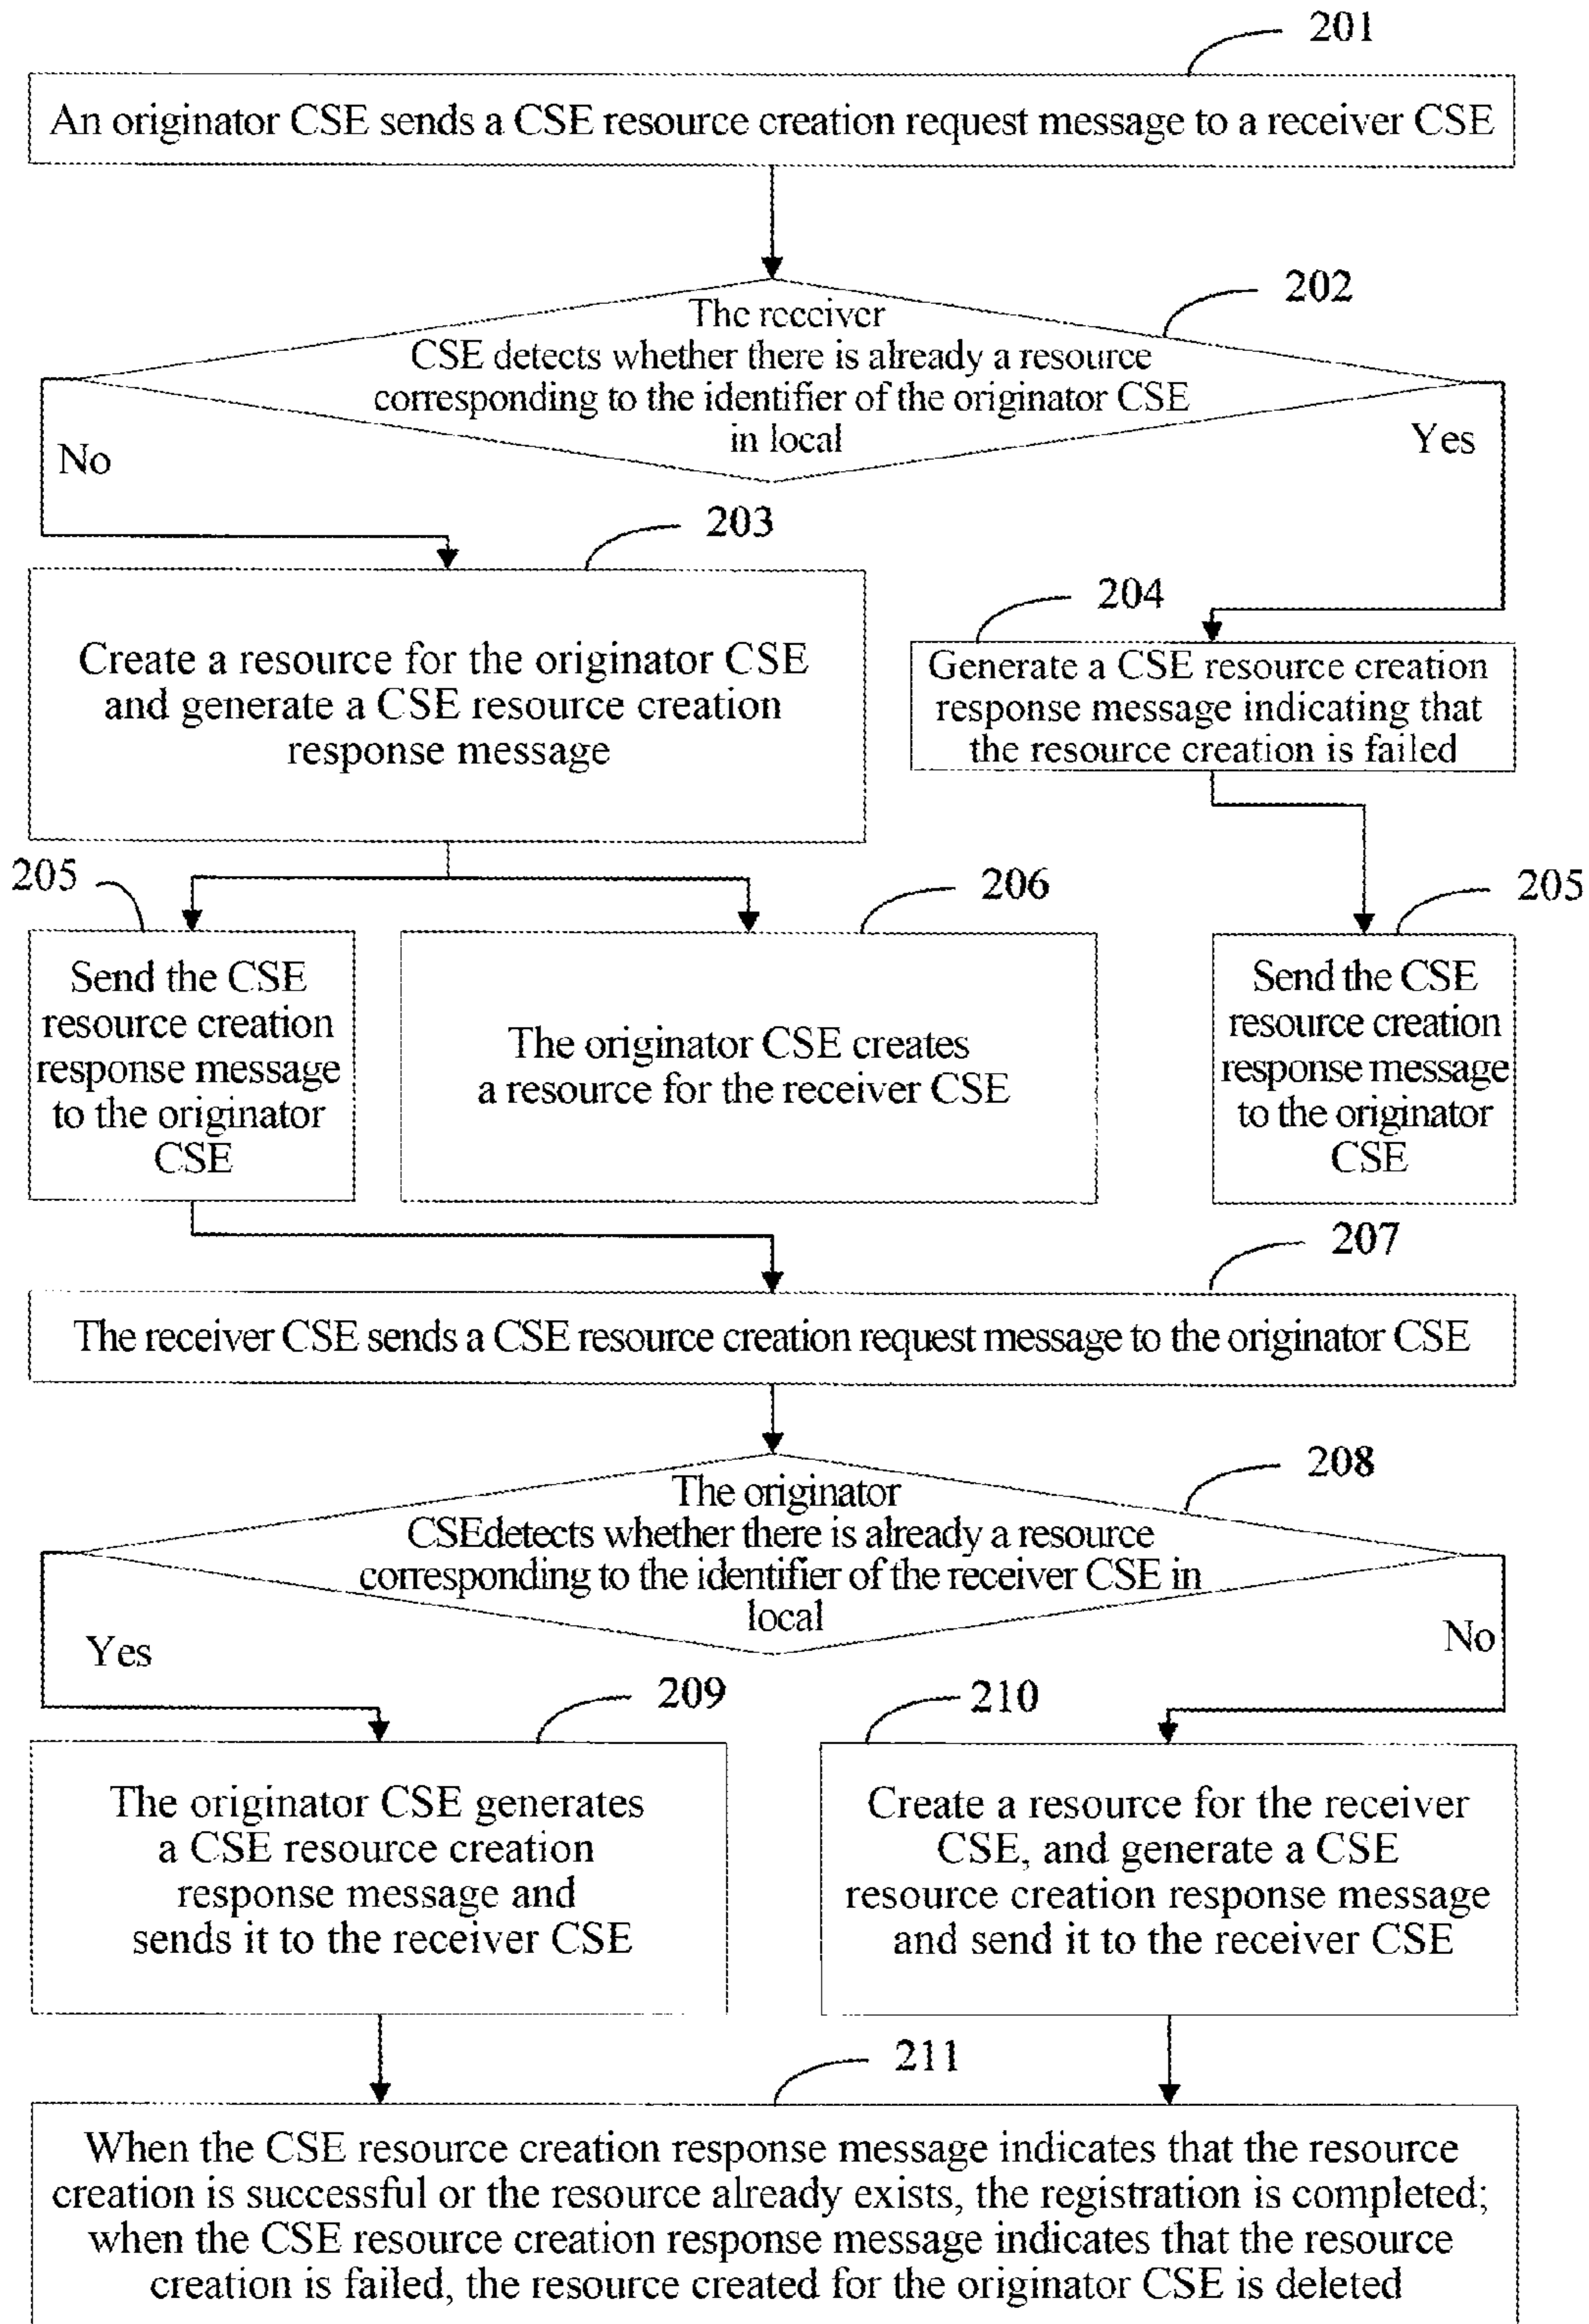 201
An originator CSE sends a CSE resource creation request message to a receiver CSE
202
The receiver
CSE detects whether there is already a resource
corresponding to the identifier of the originator CSE
in local
No
Yes
203
Create a resource for the originator CSE
and generate a CSE resource creation
response message
204
Generate a CSE resource creation
response message indicating that
the resource creation is failed
205
Send the CSE
resource creation
response message
to the originator
CSE
206
The originator CSE creates
a resource for the receiver CSE
205
Send the CSE
resource creation
response message
to the originator
CSE
207
The receiver CSE sends a CSE resource creation request message to the originator CSE
208
The originator
CSEdetects whether there is already a resource
corresponding to the identifier of the receiver CSE in
local
Yes
No
209
The originator CSE generates
a CSE resource creation
response message and
sends it to the receiver CSE
210
Create a resource for the receiver
CSE, and generate a CSE
resource creation response message
and send it to the receiver CSE
211
When the CSE resource creation response message indicates that the resource
creation is successful or the resource already exists, the registration is completed;
when the CSE resource creation response message indicates that the resource
creation is failed, the resource created for the originator CSE is deleted